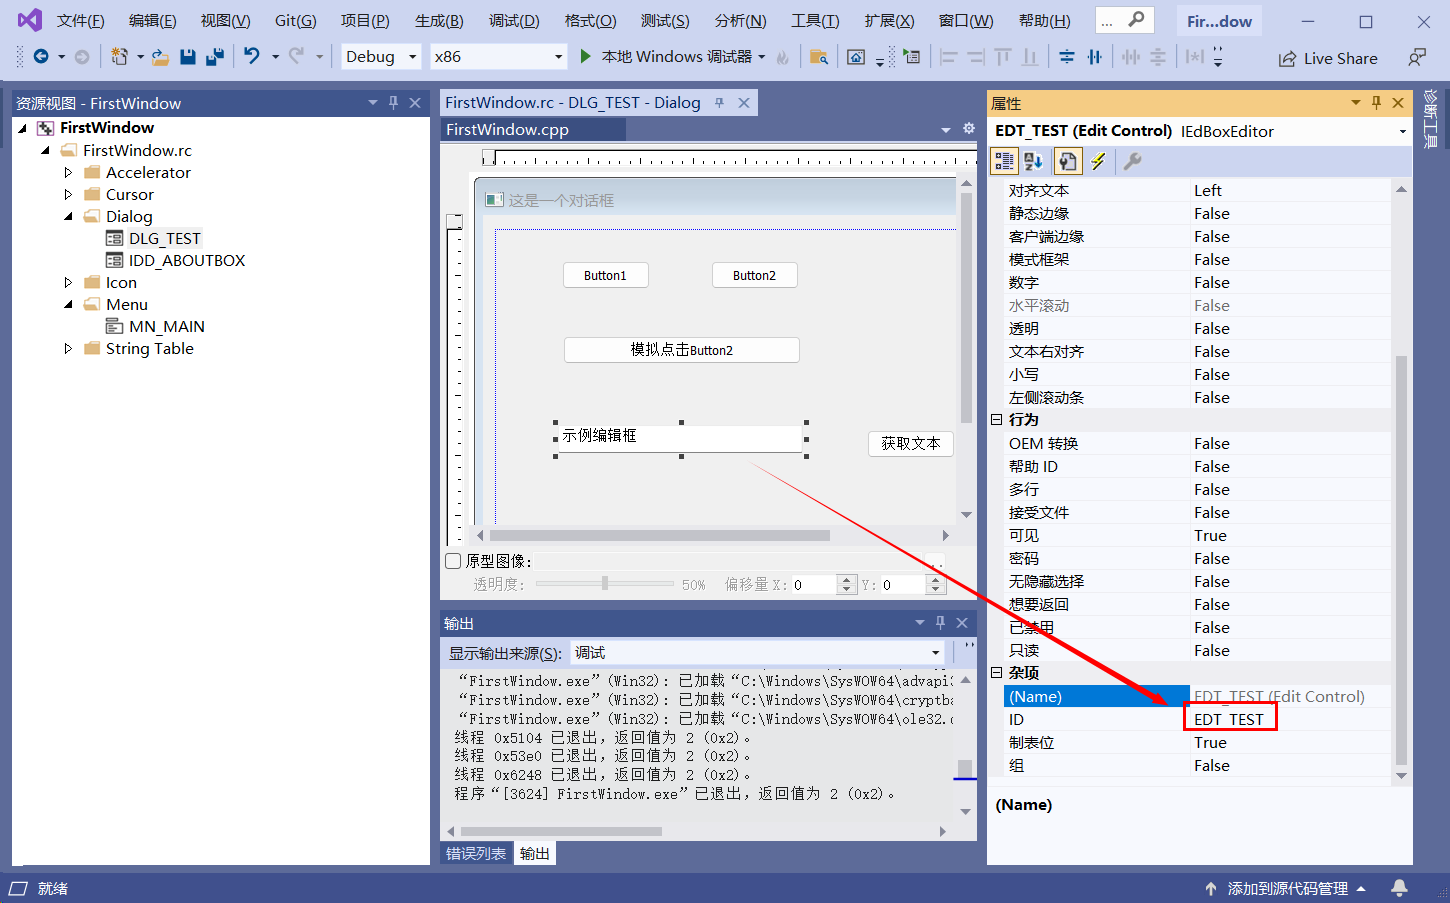 文件(F) 编辑(E) 视图(V) Git(G) 项目(P) 生成(B) 调试(D) 格式(O) 测试(S) 分析(N) 工具(T) 扩展(X) 窗口(W) 帮助(H) ... Fir...dow
Debug x86 本地 Windows 调试器 Live Share
资源视图 - FirstWindow
FirstWindow
FirstWindow.rc
Accelerator
Cursor
Dialog
DLG_TEST
IDD_ABOUTBOX
Icon
Menu
MN_MAIN
String Table
FirstWindow.rc - DLG_TEST - Dialog
FirstWindow.cpp
这是一个对话框
Button1 Button2
模拟点击Button2
示例编辑框 获取文本
原型图像:
透明度: 50% 偏移量 X: 0 Y: 0
输出
显示输出来源(S): 调试
“FirstWindow.exe” (Win32): 已加载 “C:\Windows\SysWOW64\advapi3
“FirstWindow.exe” (Win32): 已加载 “C:\Windows\SysWOW64\cryptba
“FirstWindow.exe” (Win32): 已加载 “C:\Windows\SysWOW64\ole32.d
线程 0x5104 已退出，返回值为 2 (0x2)。
线程 0x53e0 已退出，返回值为 2 (0x2)。
线程 0x6248 已退出，返回值为 2 (0x2)。
程序“[3624] FirstWindow.exe”已退出，返回值为 2 (0x2)。
错误列表 输出
属性
EDT_TEST (Edit Control) IEdBoxEditor
对齐文本 Left
静态边缘 False
客户端边缘 False
模式框架 False
数字 False
水平滚动 False
透明 False
文本右对齐 False
小写 False
左侧滚动条 False
行为
OEM 转换 False
帮助 ID False
多行 False
接受文件 False
可见 True
密码 False
无隐藏选择 False
想要返回 False
已禁用 False
只读 False
杂项
(Name) EDT_TEST (Edit Control)
ID EDT_TEST
制表位 True
组 False
(Name)
诊断工具
就绪 添加到源代码管理